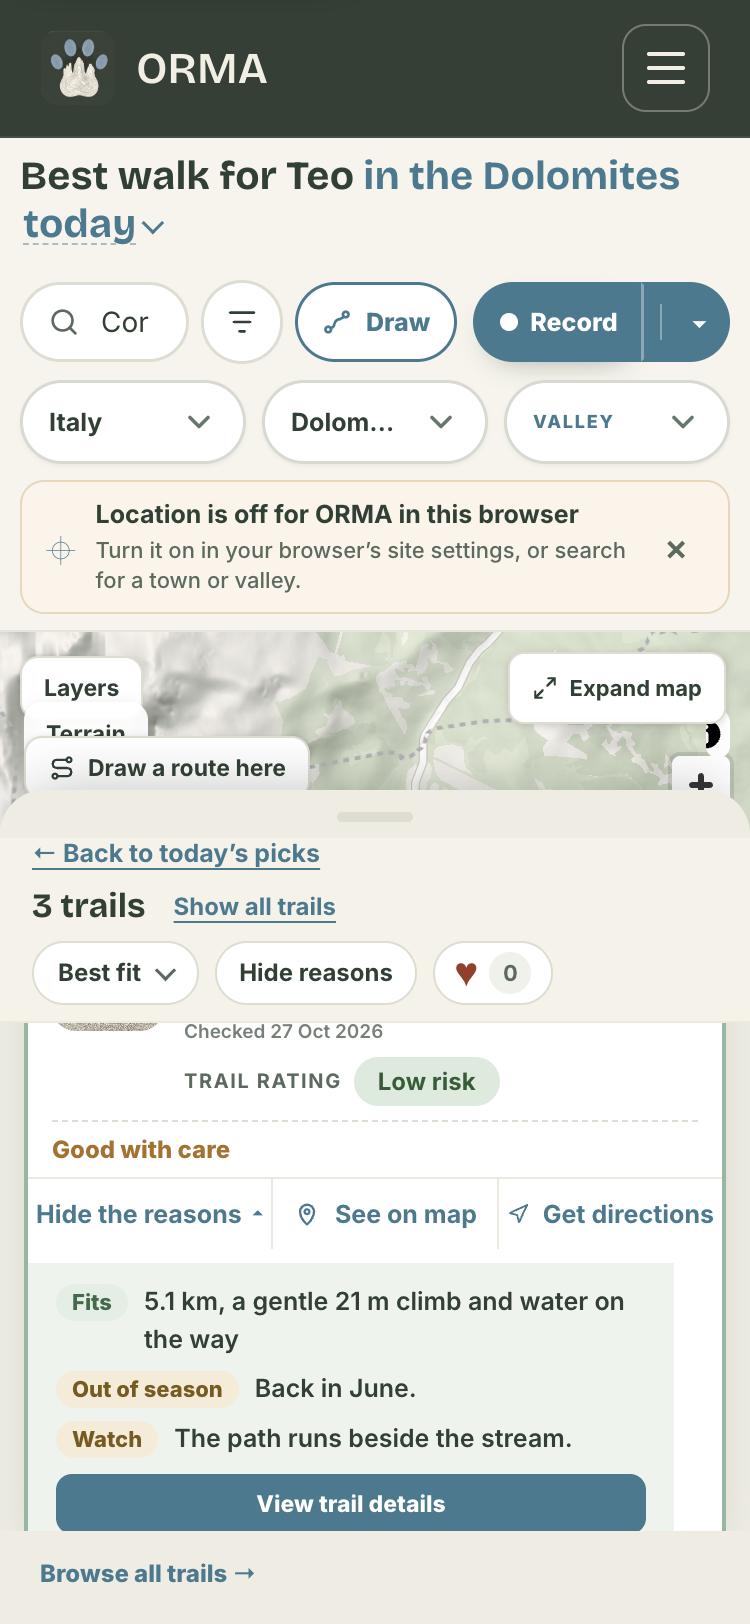 ORMA
Best walk for Teo in the Dolomites
today
Cor
Draw
Record
Italy
Dolom...
VALLEY
Location is off for ORMA in this browser
Turn it on in your browser’s site settings, or search
for a town or valley.
Layers
Expand map
Terrain
Draw a route here
← Back to today’s picks
3 trails
Show all trails
Best fit
Hide reasons
0
Checked 27 Oct 2026
TRAIL RATING
Low risk
Good with care
Hide the reasons
See on map
Get directions
Fits
5.1 km, a gentle 21 m climb and water on
the way
Out of season
Back in June.
Watch
The path runs beside the stream.
View trail details
Browse all trails →